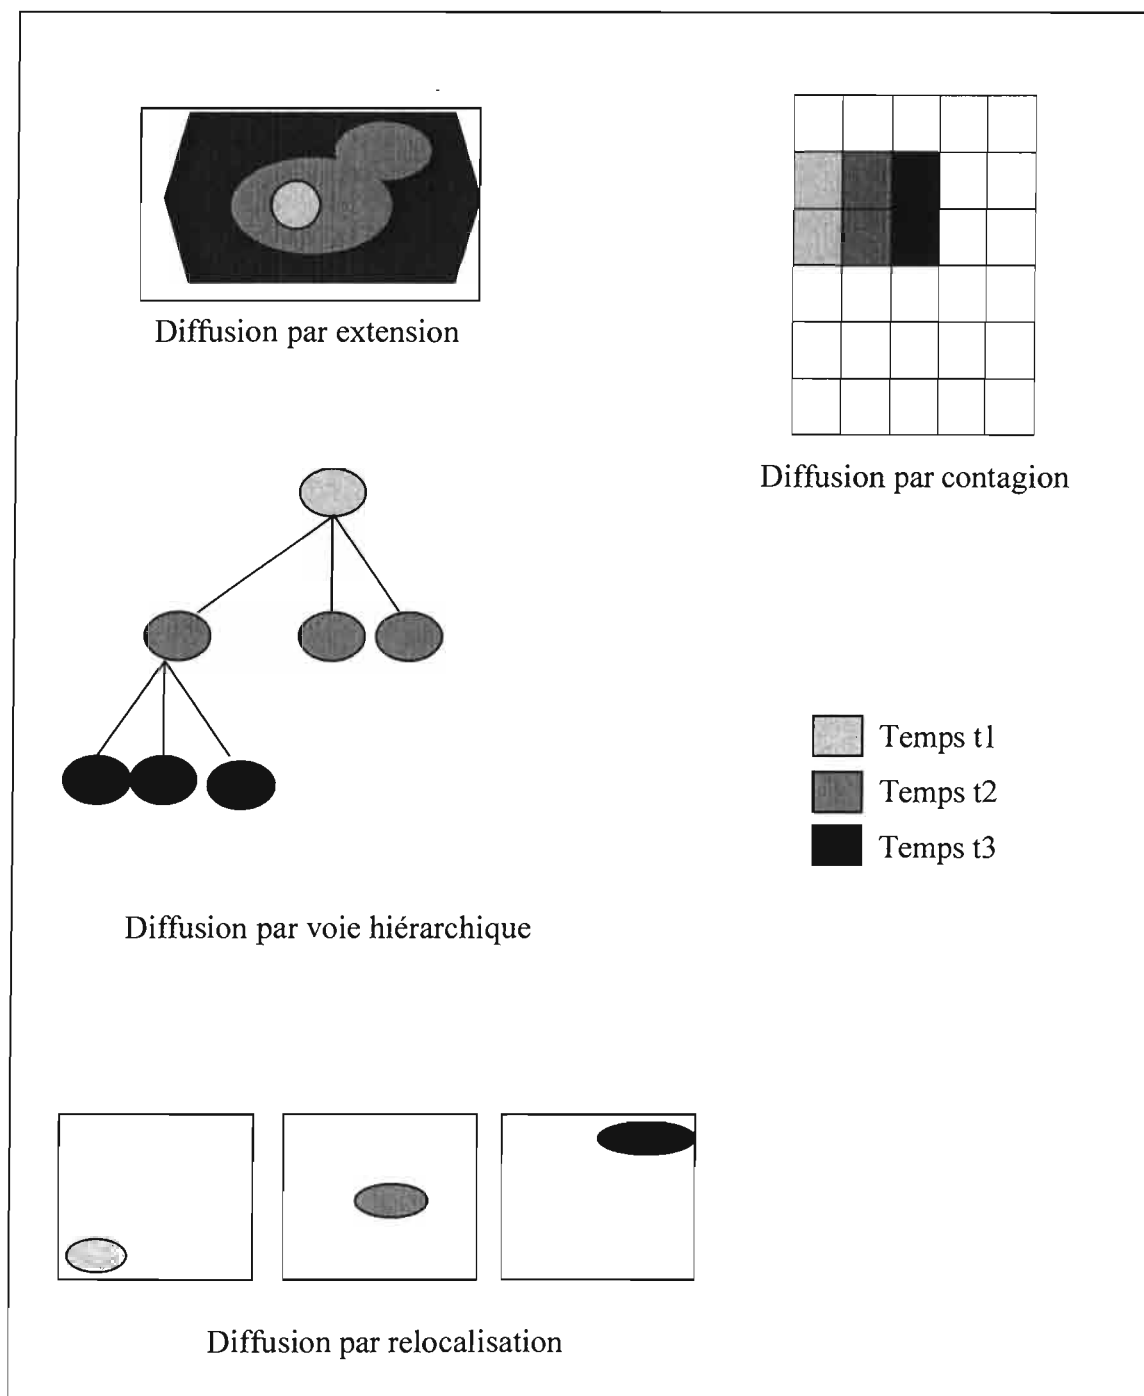 Diffusion par extension
Diffusion par contagion
Temps t1
Temps t2
Temps t3
Diffusion par voie hiérarchique
Diffusion par relocalisation